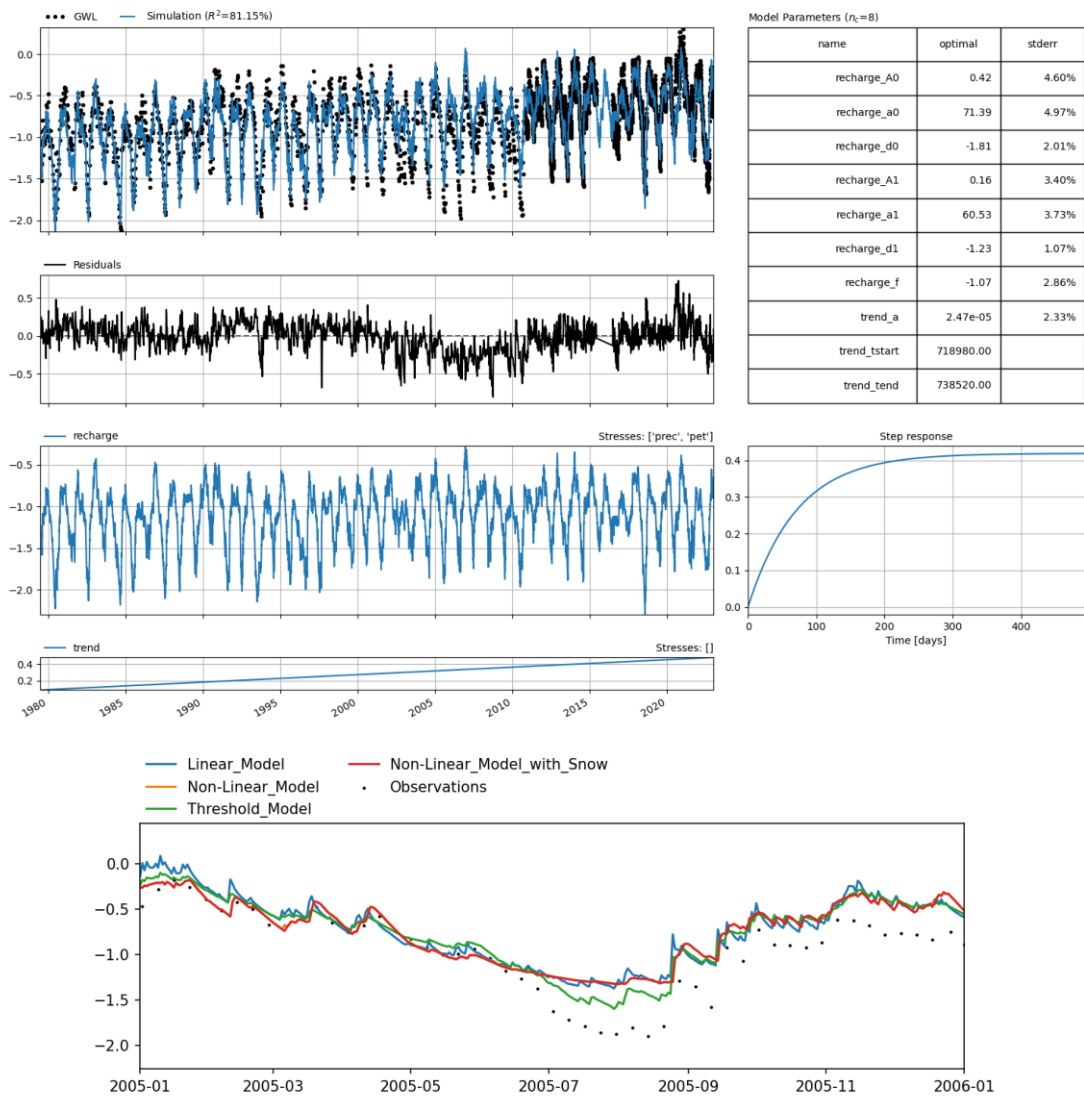 GWL Simulation (R²=81.15%)
0.0
−0.5
−1.0
−1.5
−2.0
Residuals
0.5
0.0
−0.5
recharge Stresses: ['prec', 'pet']
−0.5
−1.0
−1.5
−2.0
trend Stresses: []
0.4
0.2
1980 1985 1990 1995 2000 2005 2010 2015 2020
Model Parameters (n_c=8)
name optimal stderr
recharge_A0 0.42 4.60%
recharge_a0 71.39 4.97%
recharge_d0 -1.81 2.01%
recharge_A1 0.16 3.40%
recharge_a1 60.53 3.73%
recharge_d1 -1.23 1.07%
recharge_f -1.07 2.86%
trend_a 2.47e-05 2.33%
trend_tstart 718980.00
trend_tend 738520.00
Step response
0.4
0.3
0.2
0.1
0.0
0 100 200 300 400
Time [days]
Linear_Model Non-Linear_Model_with_Snow
Non-Linear_Model Observations
Threshold_Model
0.0
−0.5
−1.0
−1.5
−2.0
2005-01 2005-03 2005-05 2005-07 2005-09 2005-11 2006-01